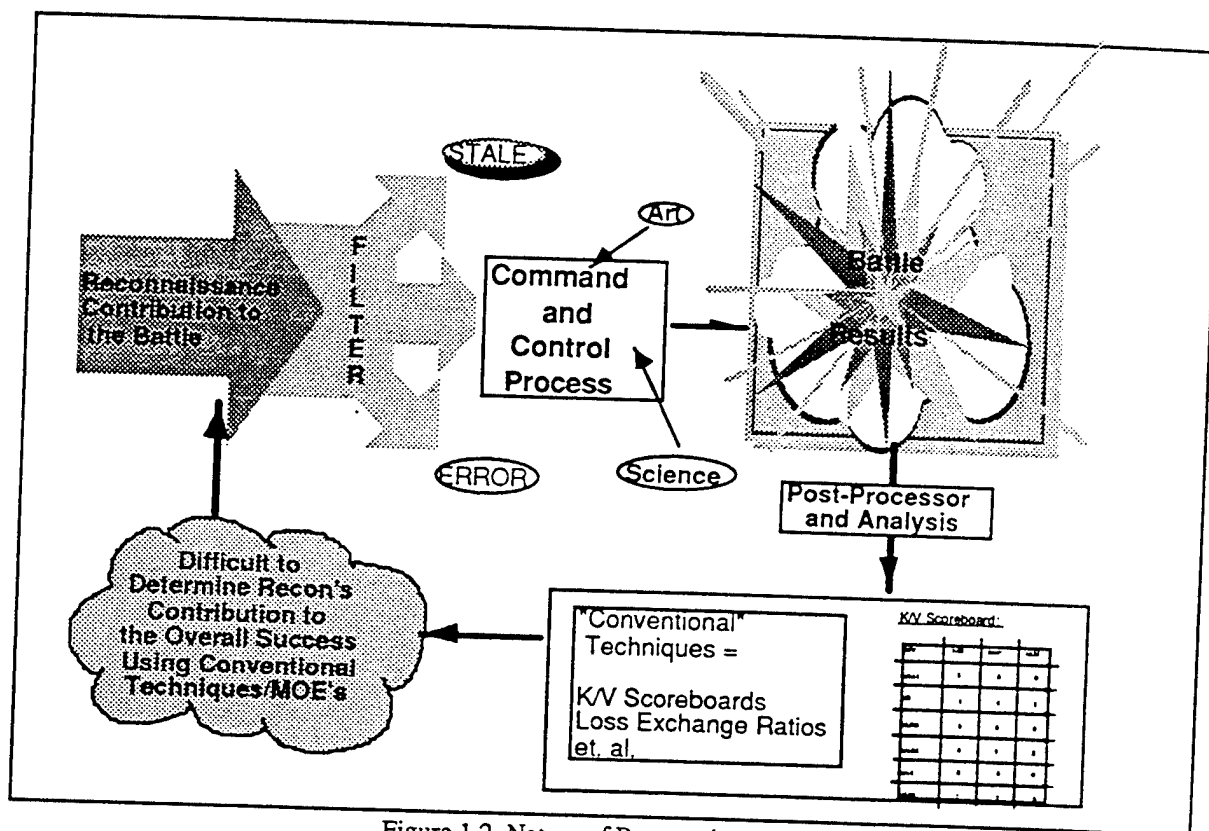 STALE
Art
Reconnaissance
Contribution to
the Battle
F
I
L
T
E
R
Command
and
Control
Process
Battle
Results
ERROR
Science
Post-Processor
and Analysis
Difficult to
Determine Recon's
Contribution to
the Overall Success
Using Conventional
Techniques/MOE's
"Conventional"
Techniques =
K/V Scoreboards
Loss Exchange Ratios
et. al.
K/V Scoreboard:
Figure 1.2